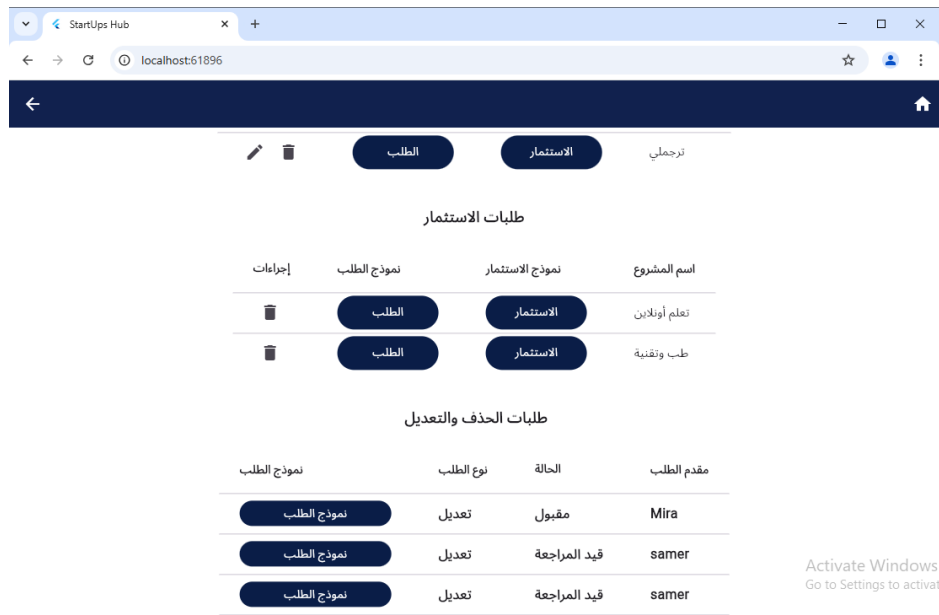 StartUps Hub
localhost:61896
ترجملي الاستثمار الطلب
طلبات الاستثمار
اسم المشروع نموذج الاستثمار نموذج الطلب إجراءات
تعلم أونلاين الاستثمار الطلب
طب وتقنية الاستثمار الطلب
طلبات الحذف والتعديل
مقدم الطلب الحالة نوع الطلب نموذج الطلب
Mira مقبول تعديل نموذج الطلب
samer قيد المراجعة تعديل نموذج الطلب
samer قيد المراجعة تعديل نموذج الطلب
Activate Windows
Go to Settings to activat